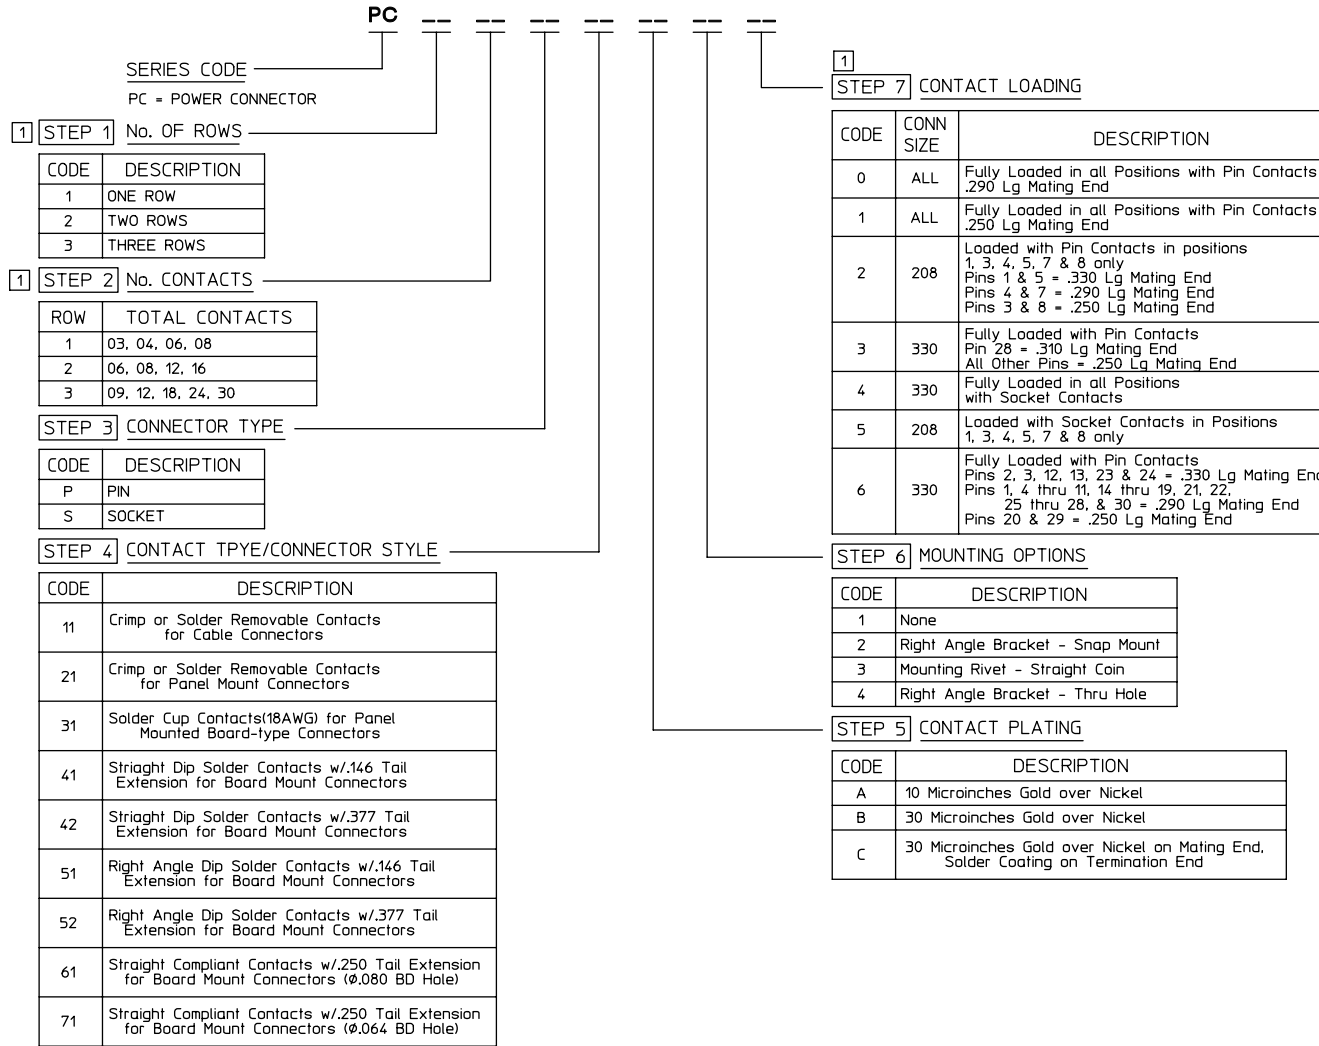 PC -- -- -- -- -- -- --
SERIES CODE
PC = POWER CONNECTOR
1 STEP 1 No. OF ROWS
CODE DESCRIPTION
1 ONE ROW
2 TWO ROWS
3 THREE ROWS
1 STEP 2 No. CONTACTS
ROW TOTAL CONTACTS
1 03, 04, 06, 08
2 06, 08, 12, 16
3 09, 12, 18, 24, 30
STEP 3 CONNECTOR TYPE
CODE DESCRIPTION
P PIN
S SOCKET
STEP 4 CONTACT TPYE/CONNECTOR STYLE
CODE DESCRIPTION
11 Crimp or Solder Removable Contacts
for Cable Connectors
21 Crimp or Solder Removable Contacts
for Panel Mount Connectors
31 Solder Cup Contacts(18AWG) for Panel
Mounted Board-type Connectors
41 Striaght Dip Solder Contacts w/.146 Tail
Extension for Board Mount Connectors
42 Striaght Dip Solder Contacts w/.377 Tail
Extension for Board Mount Connectors
51 Right Angle Dip Solder Contacts w/.146 Tail
Extension for Board Mount Connectors
52 Right Angle Dip Solder Contacts w/.377 Tail
Extension for Board Mount Connectors
61 Straight Compliant Contacts w/.250 Tail Extension
for Board Mount Connectors (Ø.080 BD Hole)
71 Straight Compliant Contacts w/.250 Tail Extension
for Board Mount Connectors (Ø.064 BD Hole)
1
STEP 7 CONTACT LOADING
CODE CONN SIZE DESCRIPTION
0 ALL Fully Loaded in all Positions with Pin Contacts
.290 Lg Mating End
1 ALL Fully Loaded in all Positions with Pin Contacts
.250 Lg Mating End
2 208 Loaded with Pin Contacts in positions
1, 3, 4, 5, 7 & 8 only
Pins 1 & 5 = .330 Lg Mating End
Pins 4 & 7 = .290 Lg Mating End
Pins 3 & 8 = .250 Lg Mating End
3 330 Fully Loaded with Pin Contacts
Pin 28 = .310 Lg Mating End
All Other Pins = .250 Lg Mating End
4 330 Fully Loaded in all Positions
with Socket Contacts
5 208 Loaded with Socket Contacts in Positions
1, 3, 4, 5, 7 & 8 only
6 330 Fully Loaded with Pin Contacts
Pins 2, 3, 12, 13, 23 & 24 = .330 Lg Mating End
Pins 1, 4 thru 11, 14 thru 19, 21, 22,
25 thru 28, & 30 = .290 Lg Mating End
Pins 20 & 29 = .250 Lg Mating End
STEP 6 MOUNTING OPTIONS
CODE DESCRIPTION
1 None
2 Right Angle Bracket - Snap Mount
3 Mounting Rivet - Straight Coin
4 Right Angle Bracket - Thru Hole
STEP 5 CONTACT PLATING
CODE DESCRIPTION
A 10 Microinches Gold over Nickel
B 30 Microinches Gold over Nickel
C 30 Microinches Gold over Nickel on Mating End,
Solder Coating on Termination End